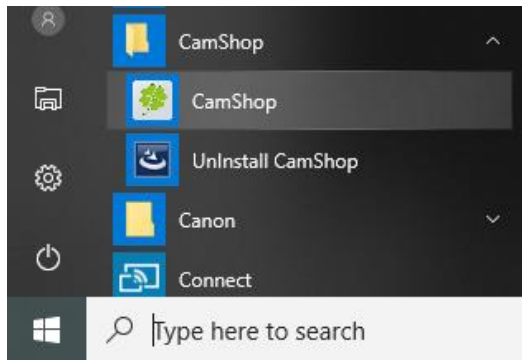 CamShop
CamShop
UnInstall CamShop
Canon
Connect
Type here to search